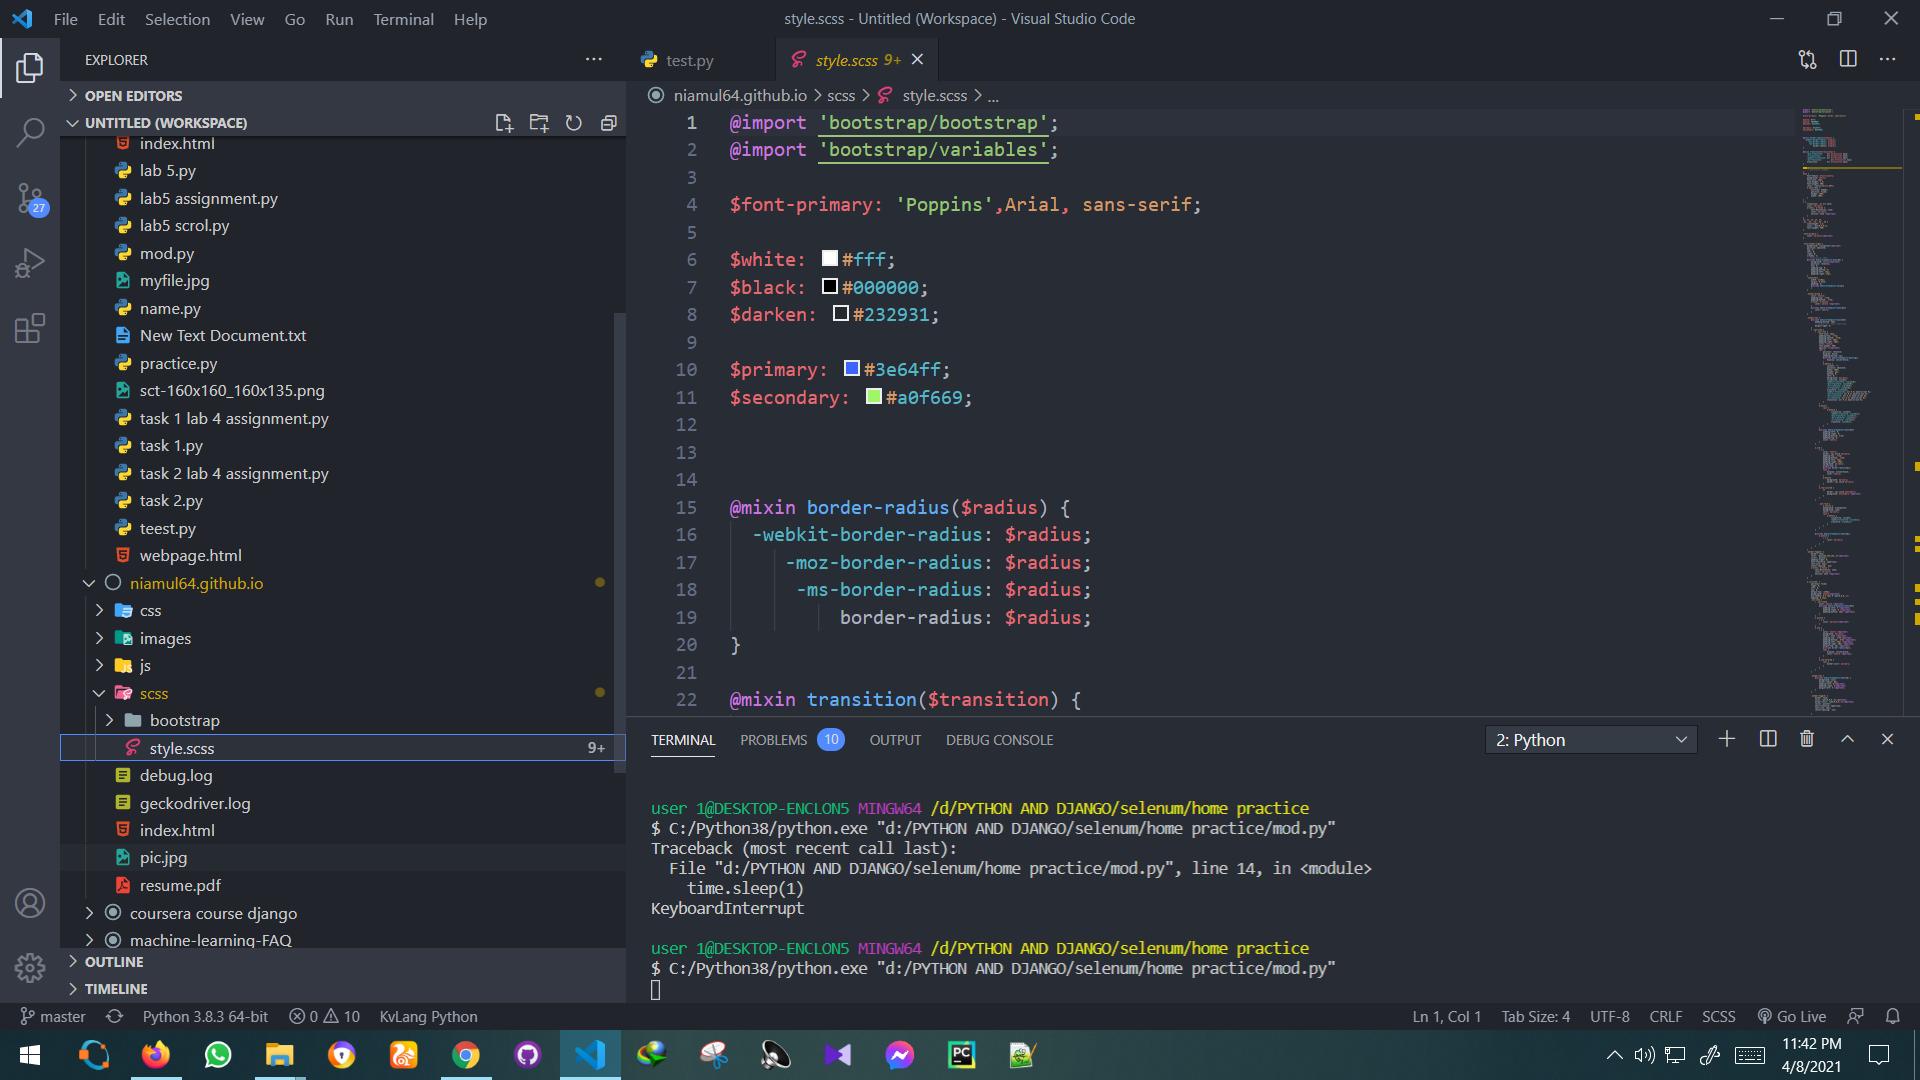 File Edit Selection View Go Run Terminal Help
style.scss - Untitled (Workspace) - Visual Studio Code
EXPLORER
OPEN EDITORS
UNTITLED (WORKSPACE)
index.html
lab 5.py
lab5 assignment.py
lab5 scrol.py
mod.py
myfile.jpg
name.py
New Text Document.txt
practice.py
sct-160x160_160x135.png
task 1 lab 4 assignment.py
task 1.py
task 2 lab 4 assignment.py
task 2.py
teest.py
webpage.html
niamul64.github.io
css
images
js
scss
bootstrap
style.scss 9+
debug.log
geckodriver.log
index.html
pic.jpg
resume.pdf
coursera course django
machine-learning-FAQ
OUTLINE
TIMELINE
27
test.py
style.scss 9+
niamul64.github.io > scss > style.scss > ...
1 @import 'bootstrap/bootstrap';
2 @import 'bootstrap/variables';
3
4 $font-primary: 'Poppins',Arial, sans-serif;
5
6 $white: #fff;
7 $black: #000000;
8 $darken: #232931;
9
10 $primary: #3e64ff;
11 $secondary: #a0f669;
12
13
14
15 @mixin border-radius($radius) {
16 -webkit-border-radius: $radius;
17 -moz-border-radius: $radius;
18 -ms-border-radius: $radius;
19 border-radius: $radius;
20 }
21
22 @mixin transition($transition) {
TERMINAL PROBLEMS 10 OUTPUT DEBUG CONSOLE
2: Python
user 1@DESKTOP-ENCLON5 MINGW64 /d/PYTHON AND DJANGO/selenum/home practice
$ C:/Python38/python.exe "d:/PYTHON AND DJANGO/selenum/home practice/mod.py"
Traceback (most recent call last):
File "d:/PYTHON AND DJANGO/selenum/home practice/mod.py", line 14, in <module>
time.sleep(1)
KeyboardInterrupt
user 1@DESKTOP-ENCLON5 MINGW64 /d/PYTHON AND DJANGO/selenum/home practice
$ C:/Python38/python.exe "d:/PYTHON AND DJANGO/selenum/home practice/mod.py"
master Python 3.8.3 64-bit 0 10 KvLang Python
Ln 1, Col 1 Tab Size: 4 UTF-8 CRLF SCSS Go Live
PC
11:42 PM
4/8/2021